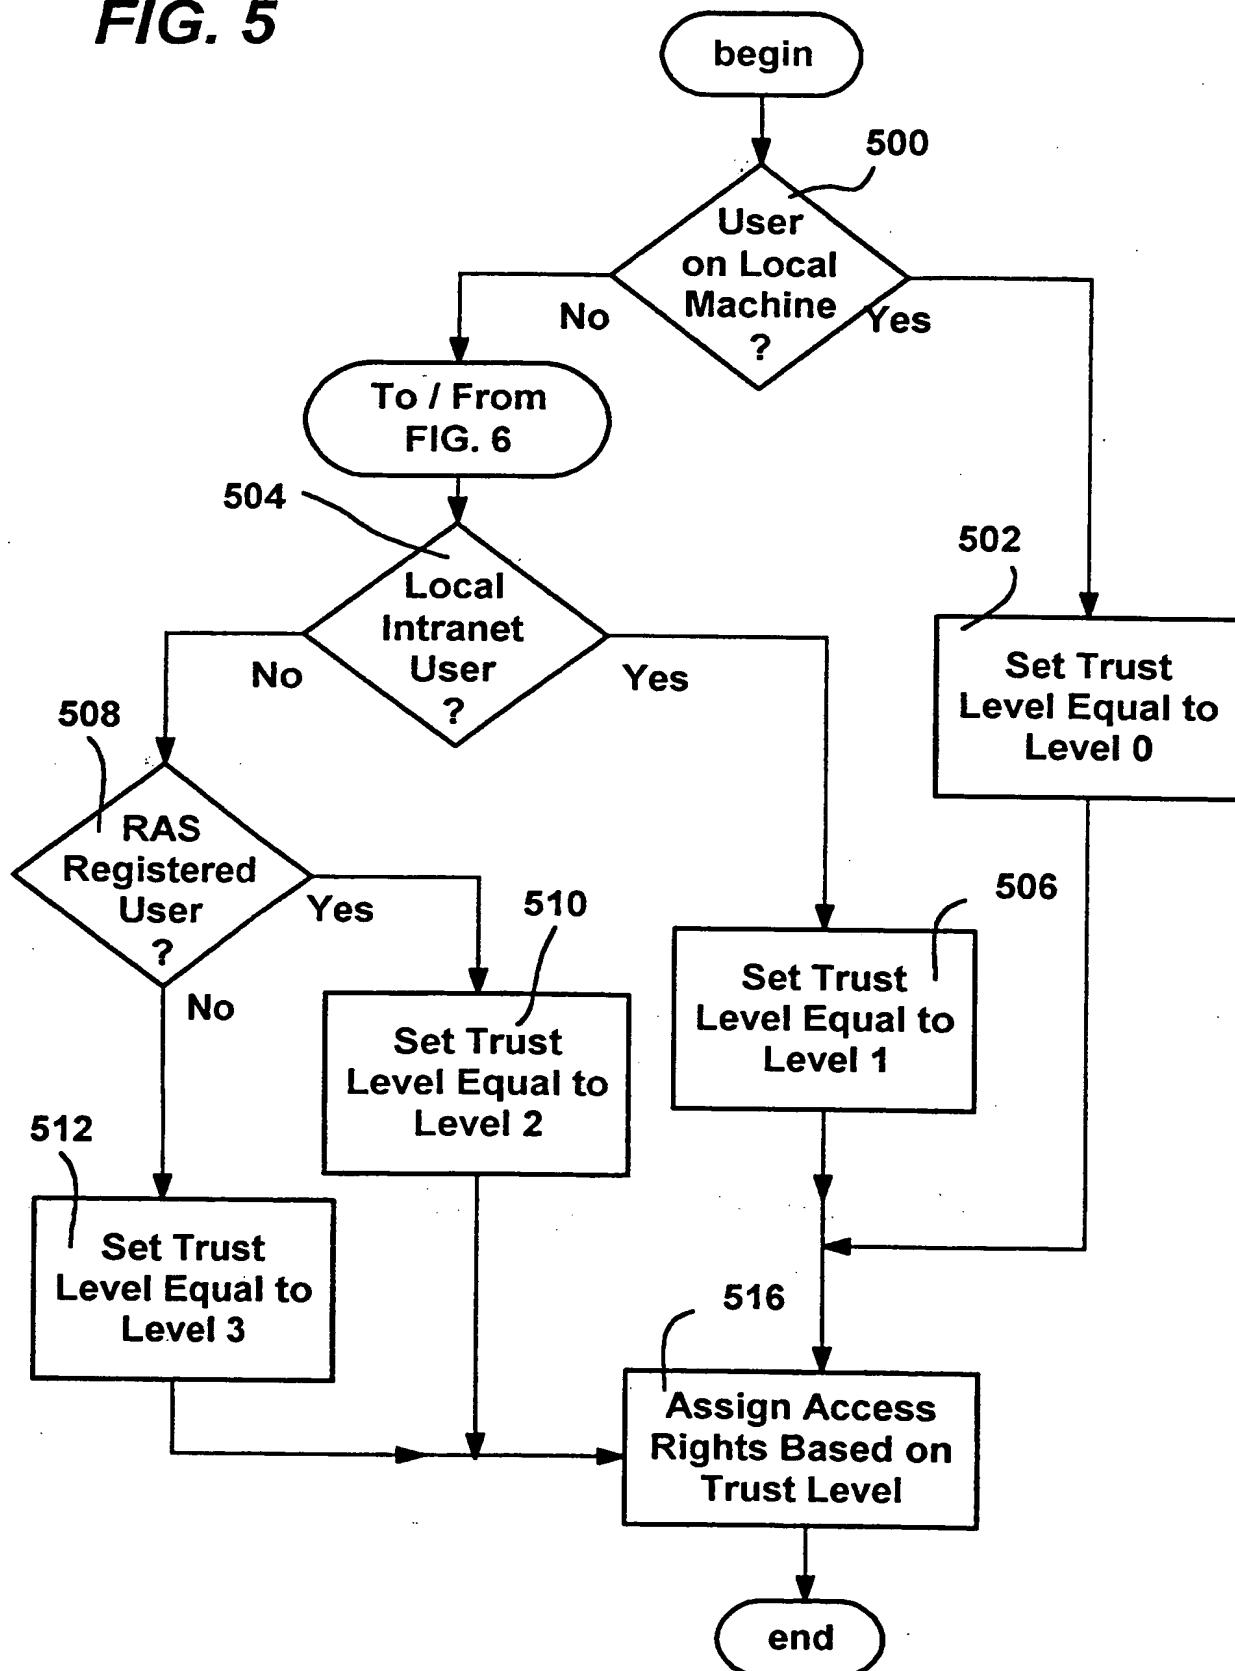 FIG. 5
begin
500
User
on Local
Machine
?
No
Yes
To / From
FIG. 6
504
Local
Intranet
User
?
No
Yes
502
Set Trust
Level Equal to
Level 0
508
RAS
Registered
User
?
Yes
No
510
Set Trust
Level Equal to
Level 2
506
Set Trust
Level Equal to
Level 1
512
Set Trust
Level Equal to
Level 3
516
Assign Access
Rights Based on
Trust Level
end